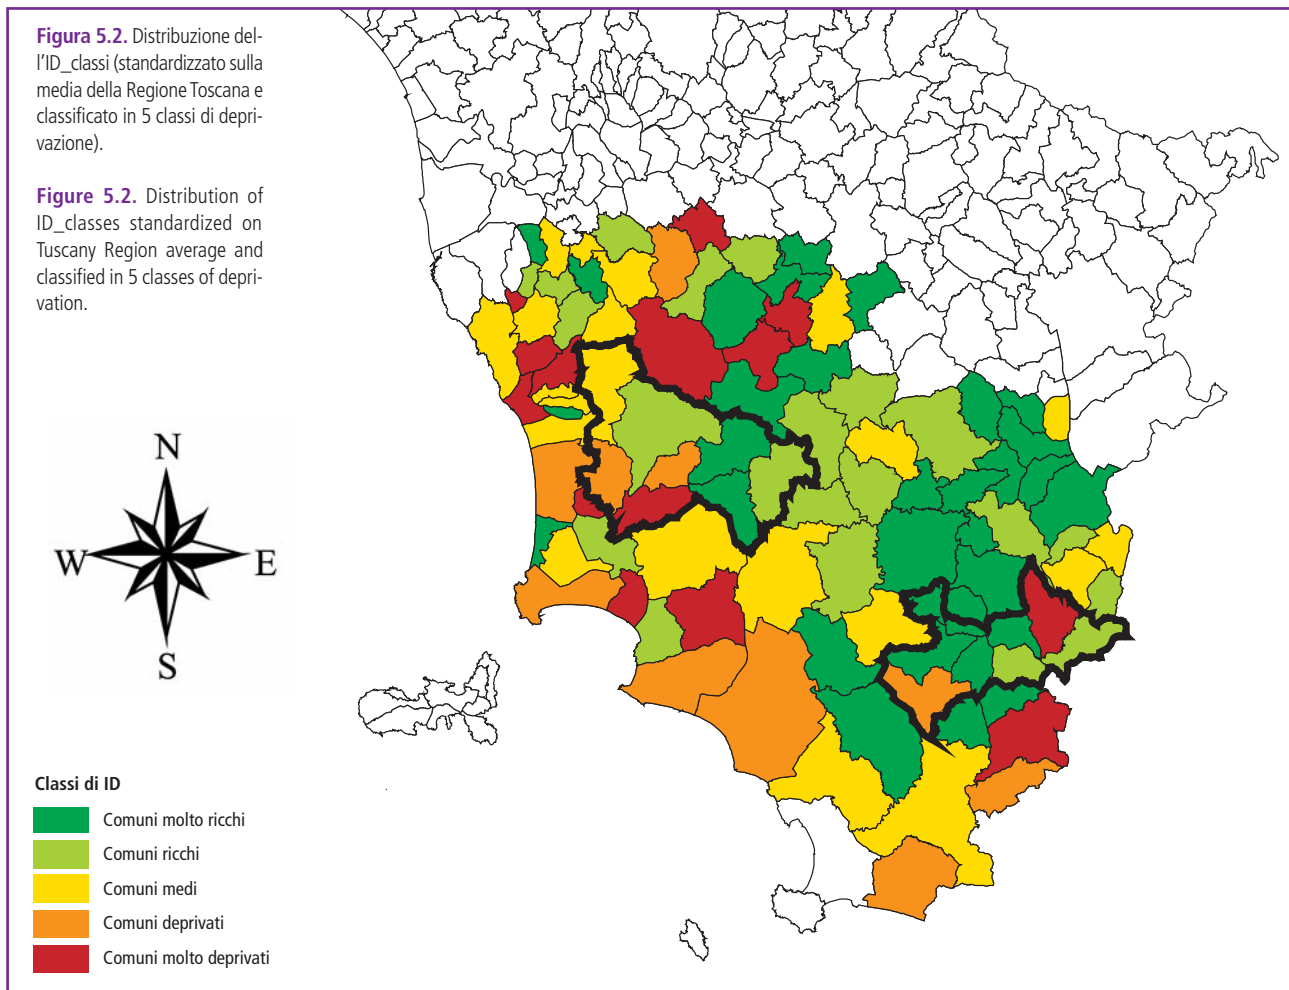 Figura 5.2. Distribuzione del-
l'ID_classi (standardizzato sulla
media della Regione Toscana e
classificato in 5 classi di depri-
vazione).
Figure 5.2. Distribution of
ID_classes standardized on
Tuscany Region average and
classified in 5 classes of depri-
vation.
N
W
E
S
Classi di ID
Comuni molto ricchi
Comuni ricchi
Comuni medi
Comuni deprivati
Comuni molto deprivati